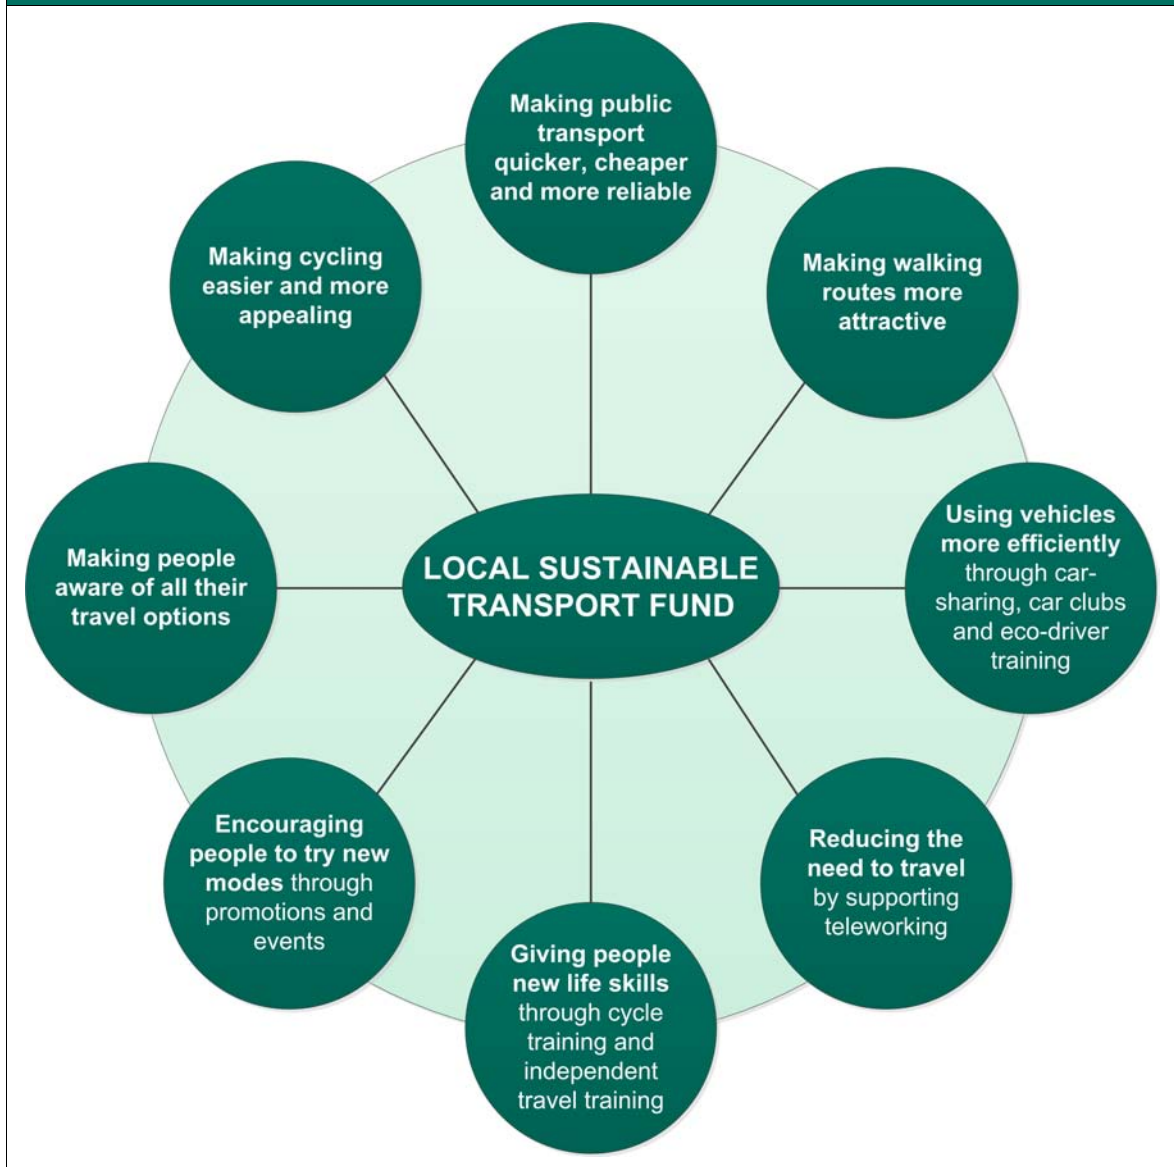 Making public
transport
quicker, cheaper
and more reliable
Making walking
routes more
attractive
Using vehicles
more efficiently
through car-
sharing, car clubs
and eco-driver
training
Reducing the
need to travel
by supporting
teleworking
Giving people
new life skills
through cycle
training and
independent
travel training
Encouraging
people to try new
modes through
promotions and
events
Making people
aware of all their
travel options
Making cycling
easier and more
appealing
LOCAL SUSTAINABLE
TRANSPORT FUND